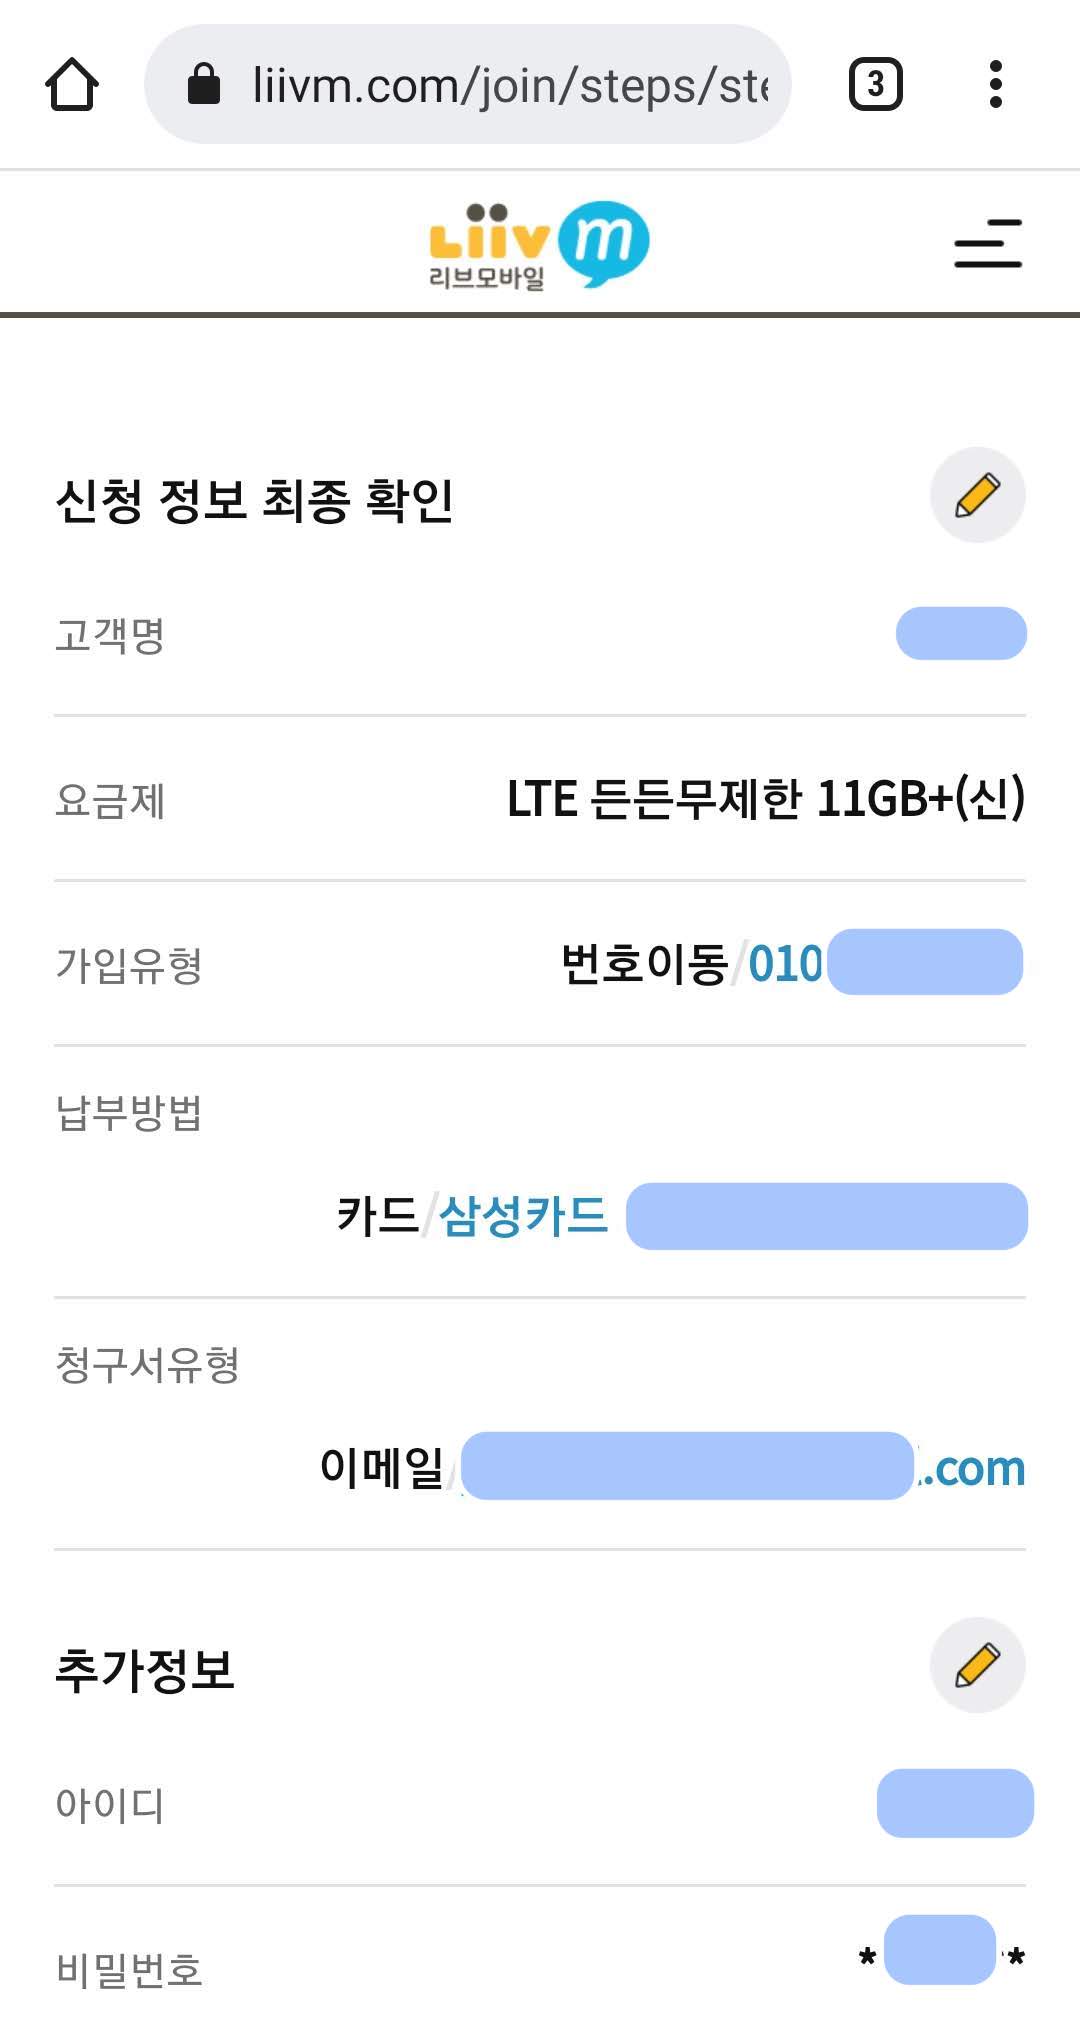 liivm.com/join/steps/ste
3
Liiv m
리브모바일
신청 정보 최종 확인
고객명
요금제 LTE 든든무제한 11GB+(신)
가입유형 번호이동/010
납부방법
카드/삼성카드
청구서유형
이메일/ .com
추가정보
아이디
비밀번호 * *